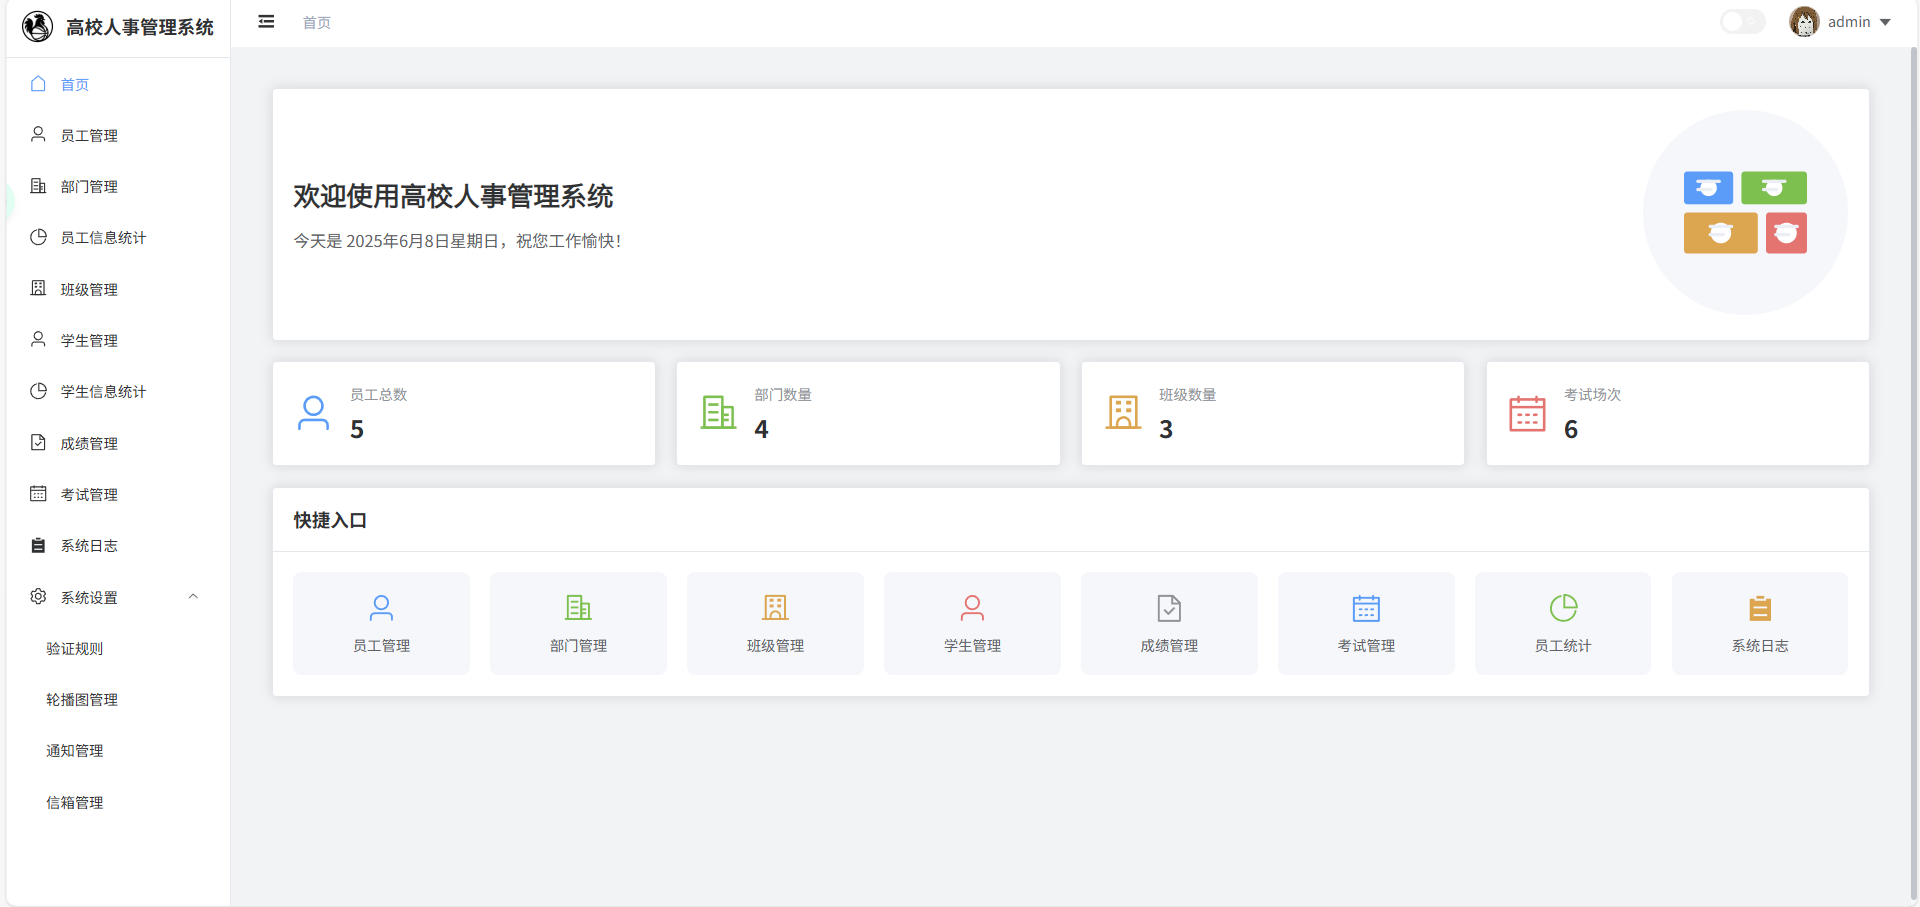 高校人事管理系统
首页
admin
首页
员工管理
部门管理
员工信息统计
班级管理
学生管理
学生信息统计
成绩管理
考试管理
系统日志
系统设置
验证规则
轮播图管理
通知管理
信箱管理
欢迎使用高校人事管理系统
今天是 2025年6月8日星期日，祝您工作愉快！
员工总数
5
部门数量
4
班级数量
3
考试场次
6
快捷入口
员工管理
部门管理
班级管理
学生管理
成绩管理
考试管理
员工统计
系统日志